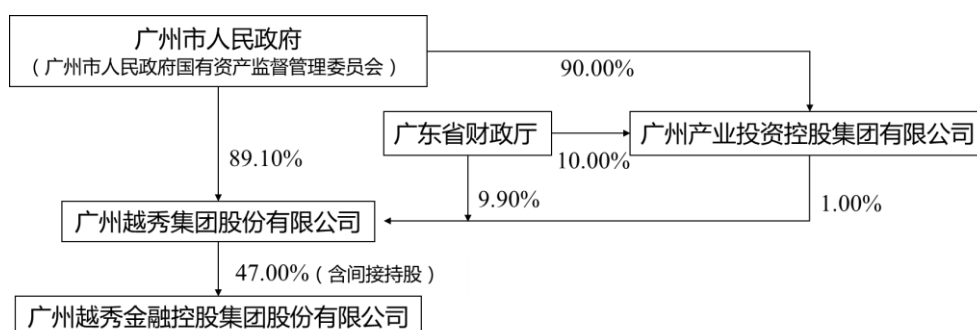 广州市人民政府
（广州市人民政府国有资产监督管理委员会）
90.00%
广东省财政厅
广州产业投资控股集团有限公司
10.00%
89.10%
9.90%
1.00%
广州越秀集团股份有限公司
47.00%（含间接持股）
广州越秀金融控股集团股份有限公司